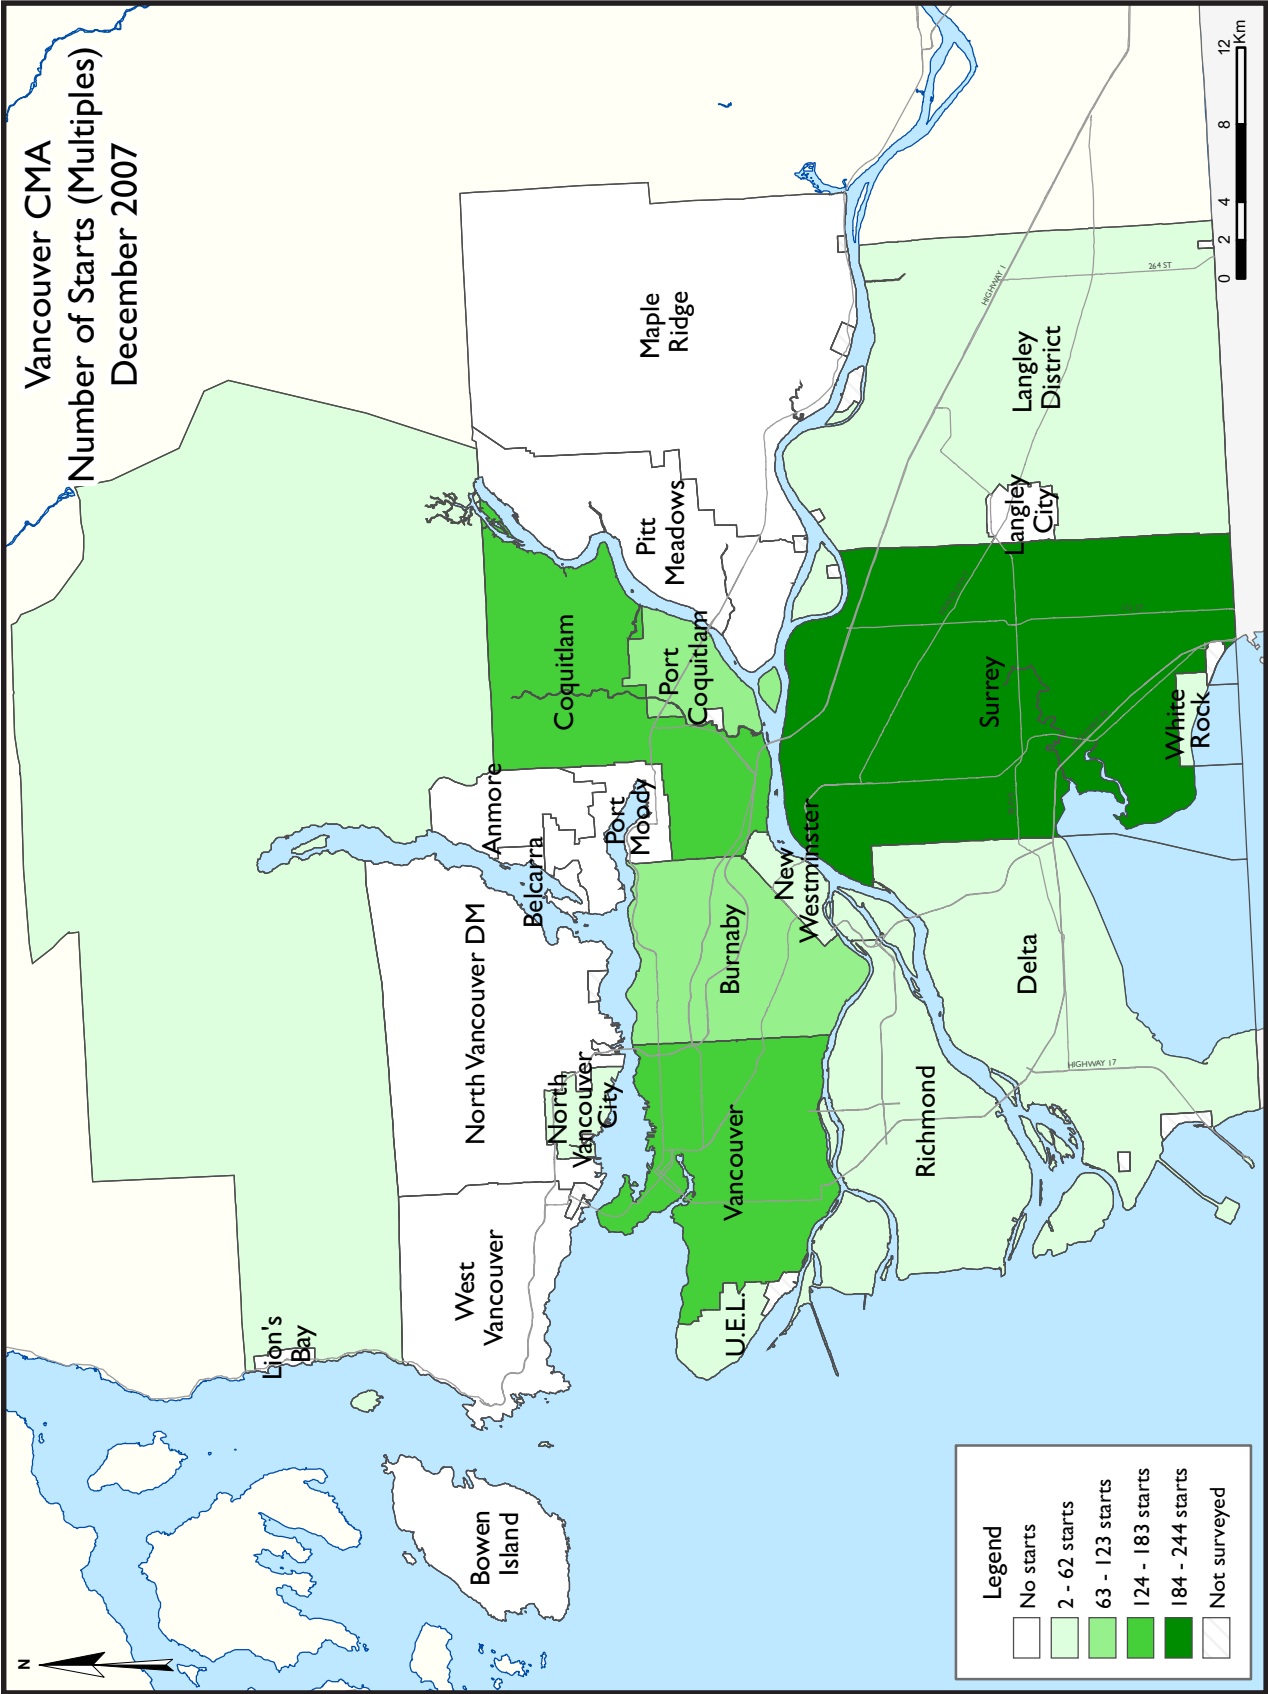 Vancouver CMA
Number of Starts (Multiples)
December 2007
N
Lion's
Bay
Bowen
Island
West
Vancouver
North Vancouver DM
North
Vancouver
City
Belcarra
Anmore
Port
Moody
Coquitlam
Port
Coquitlam
Pitt
Meadows
Maple
Ridge
U.E.L.
Vancouver
Burnaby
New
Westminster
Richmond
Delta
Surrey
White
Rock
Langley
City
Langley
District
HIGHWAY 1
264 ST
HIGHWAY 17
Legend
No starts
2 - 62 starts
63 - 123 starts
124 - 183 starts
184 - 244 starts
Not surveyed
0 2 4 8 12
Km